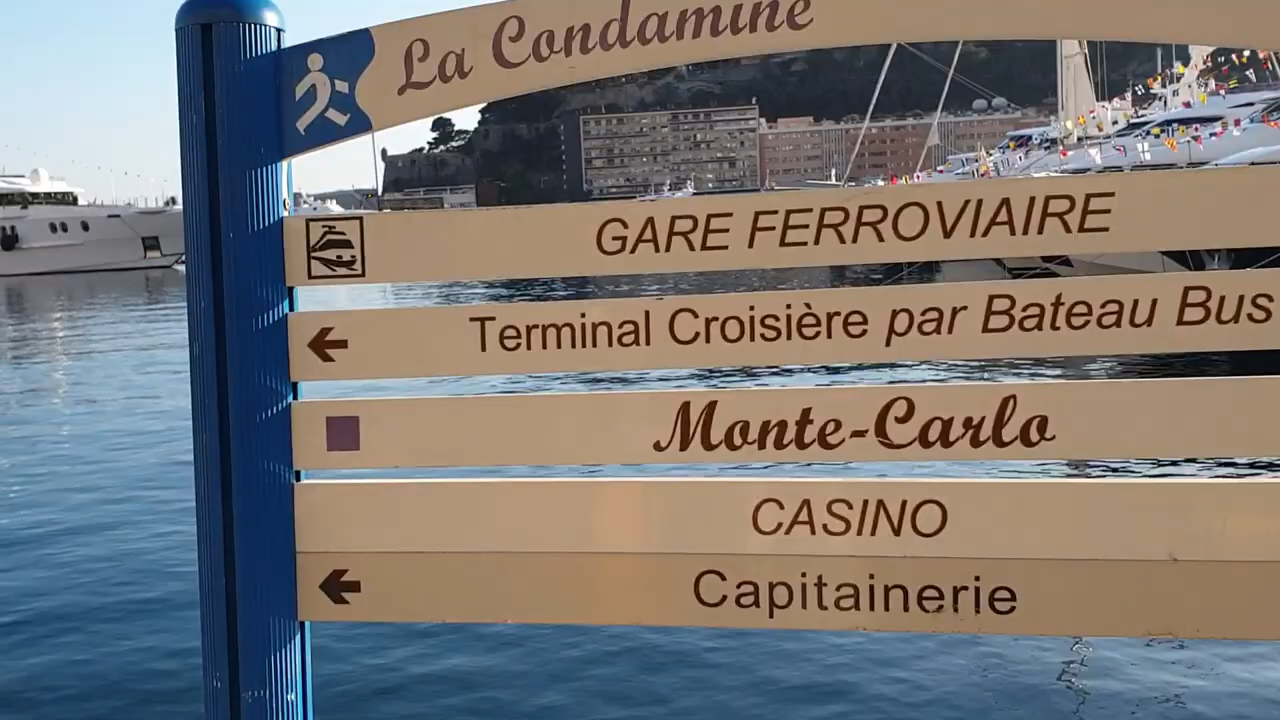 La Condamine
GARE FERROVIAIRE
Terminal Croisière par Bateau Bus
Monte-Carlo
CASINO
Capitainerie